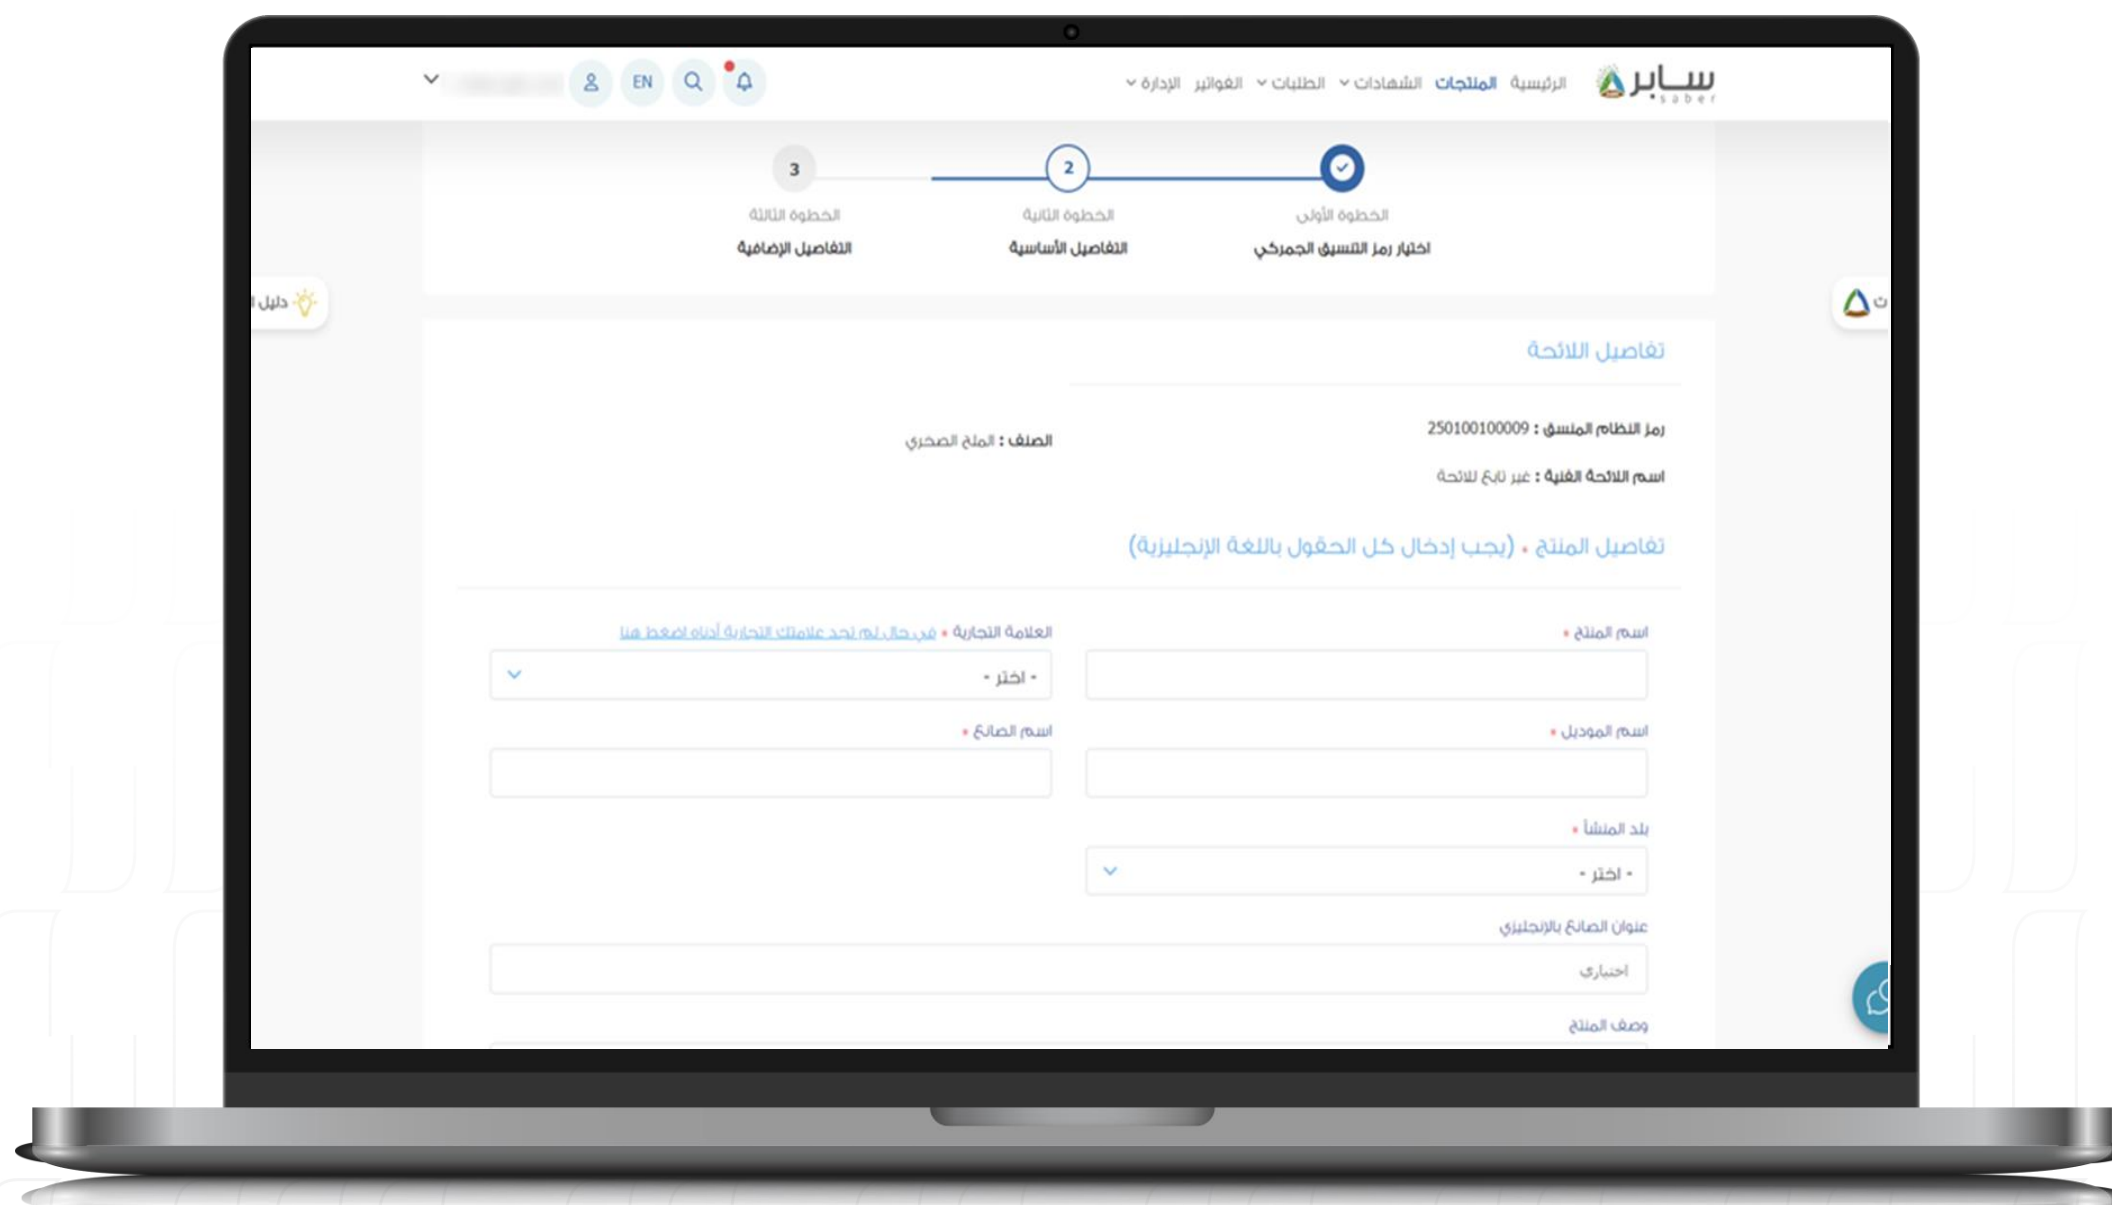 سابر
saber
الرئيسية المنتجات الشهادات الطلبات الفواتير الإدارة
EN
2
3
الخطوة الأولى
الخطوة الثانية
الخطوة الثالثة
اختيار رمز التنسيق الجمركي
التفاصيل الأساسية
التفاصيل الإضافية
دليل ا
ت
تفاصيل اللائحة
رمز النظام المنسق : 250100100009
الصنف : الملح الصخري
اسم اللائحة الفنية : غير تابع للائحة
تفاصيل المنتج * (يجب إدخال كل الحقول باللغة الإنجليزية)
اسم المنتج *
العلامة التجارية * في حال لم تجد علامتك التجارية أدناه اضغط هنا
- اختر -
اسم الموديل *
اسم الصانع *
بلد المنشأ *
- اختر -
عنوان الصانع بالإنجليزي
اختياري
وصف المنتج